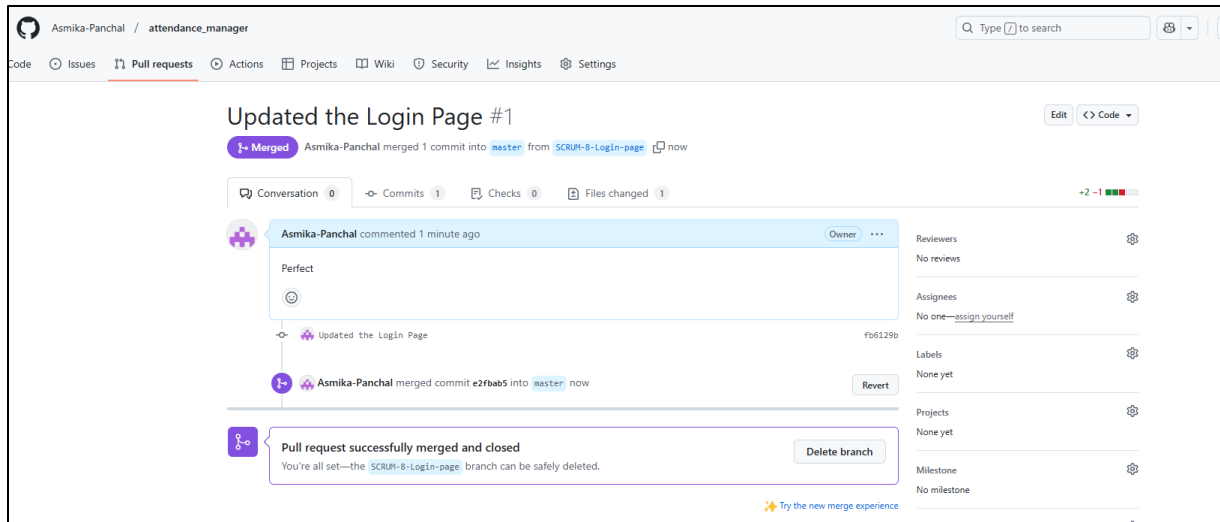 Asmika-Panchal / attendance_manager
Type / to search
Code Issues Pull requests Actions Projects Wiki Security Insights Settings
Updated the Login Page #1
Edit <> Code
Merged Asmika-Panchal merged 1 commit into master from SCRUM-8-Login-page now
Conversation 0 Commits 1 Checks 0 Files changed 1
+2 −1
Asmika-Panchal commented 1 minute ago
Owner ...
Perfect
Updated the Login Page
fb6129b
Asmika-Panchal merged commit e2fbab5 into master now
Revert
Pull request successfully merged and closed
You're all set—the SCRUM-8-Login-page branch can be safely deleted.
Delete branch
Try the new merge experience
Reviewers
No reviews
Assignees
No one—assign yourself
Labels
None yet
Projects
None yet
Milestone
No milestone